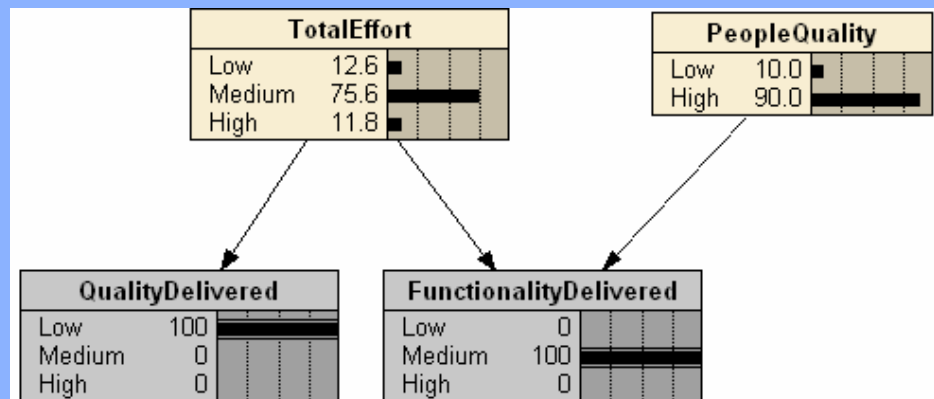 TotalEffort
Low 12.6
Medium 75.6
High 11.8
PeopleQuality
Low 10.0
High 90.0
QualityDelivered
Low 100
Medium 0
High 0
FunctionalityDelivered
Low 0
Medium 100
High 0